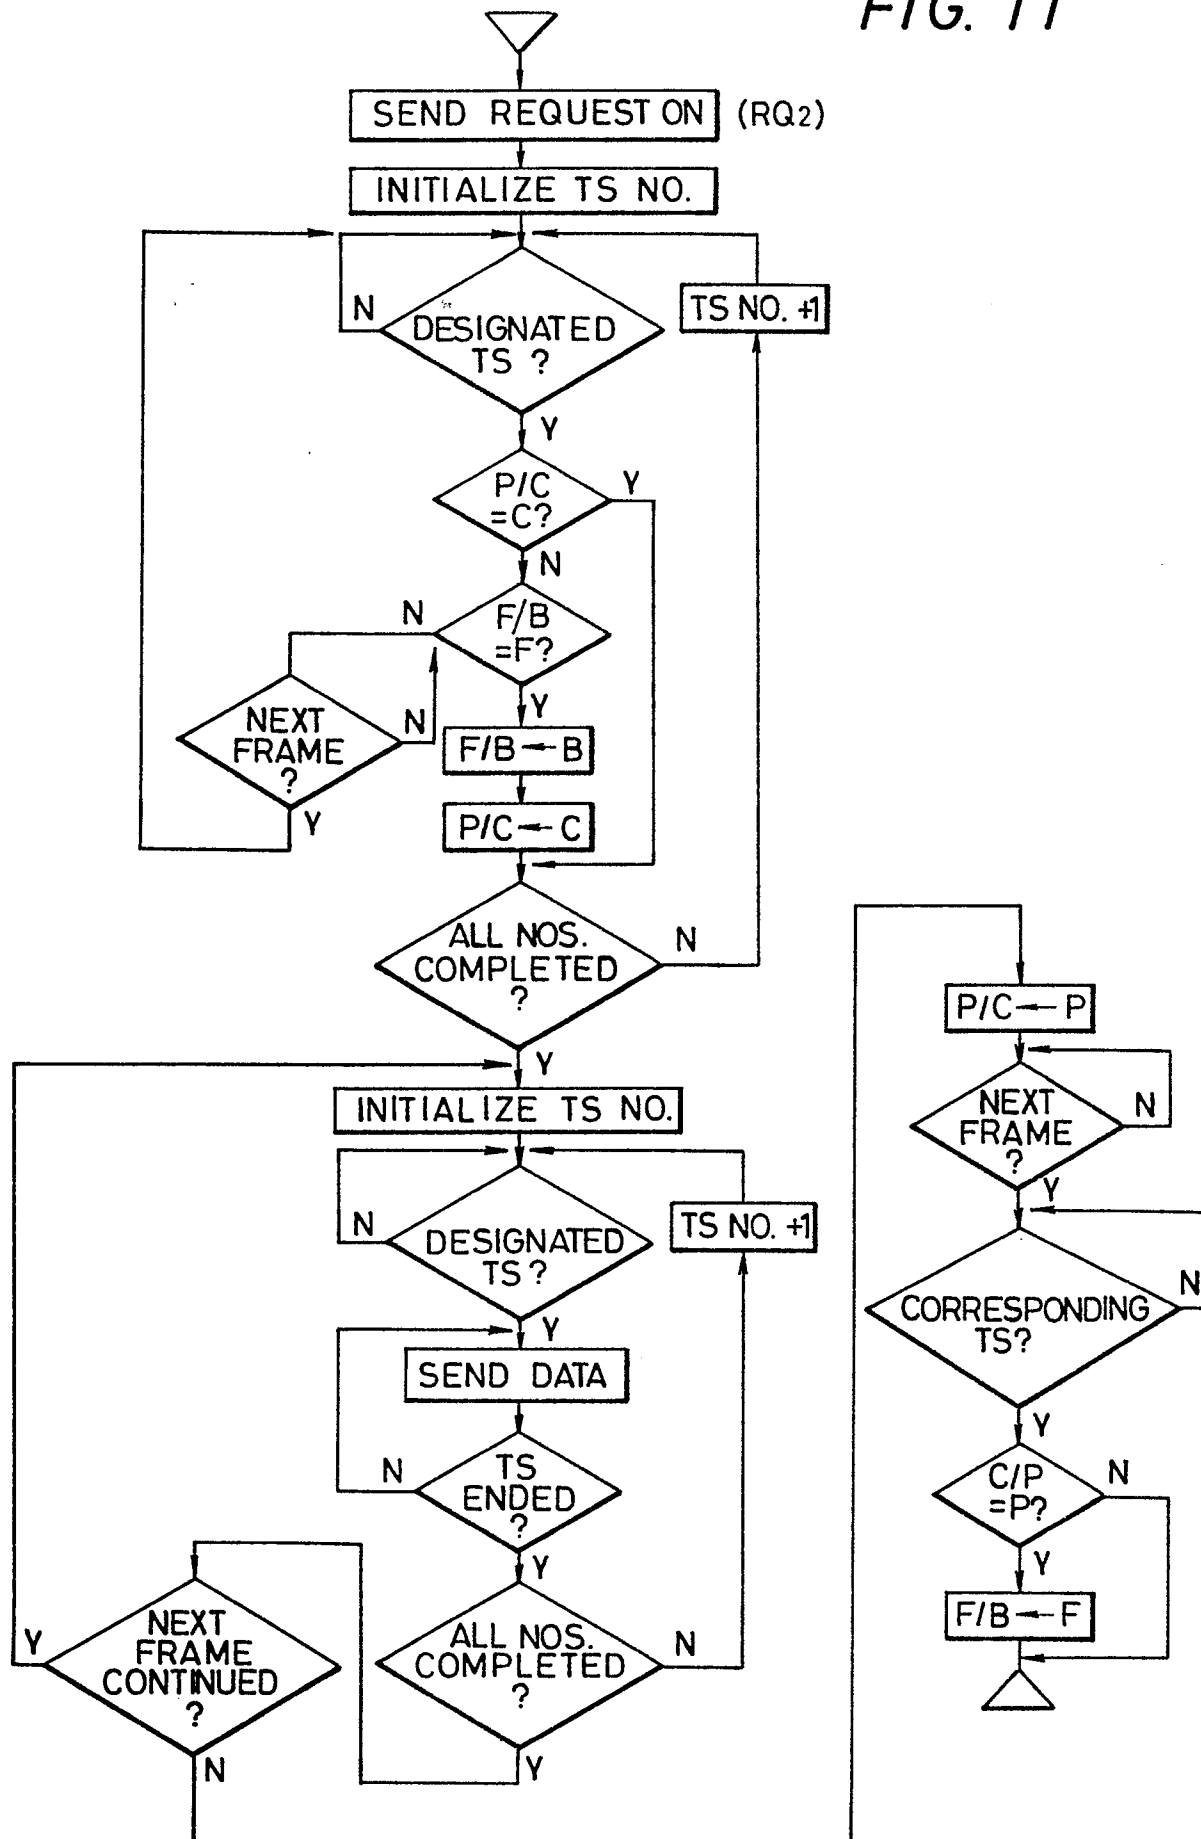 FIG. 11
SEND REQUEST ON (RQ2)
INITIALIZE TS NO.
N
DESIGNATED
TS ?
TS NO. +1
Y
P/C
=C?
Y
N
F/B
=F?
N
Y
NEXT
FRAME
?
N
Y
F/B ← B
P/C ← C
ALL NOS.
COMPLETED
?
N
Y
INITIALIZE TS NO.
N
DESIGNATED
TS ?
TS NO. +1
Y
SEND DATA
TS
ENDED
?
N
Y
ALL NOS.
COMPLETED
?
N
Y
NEXT
FRAME
CONTINUED
?
Y
N
P/C ← P
NEXT
FRAME
?
N
Y
CORRESPONDING
TS?
N
Y
C/P
=P?
N
Y
F/B ← F